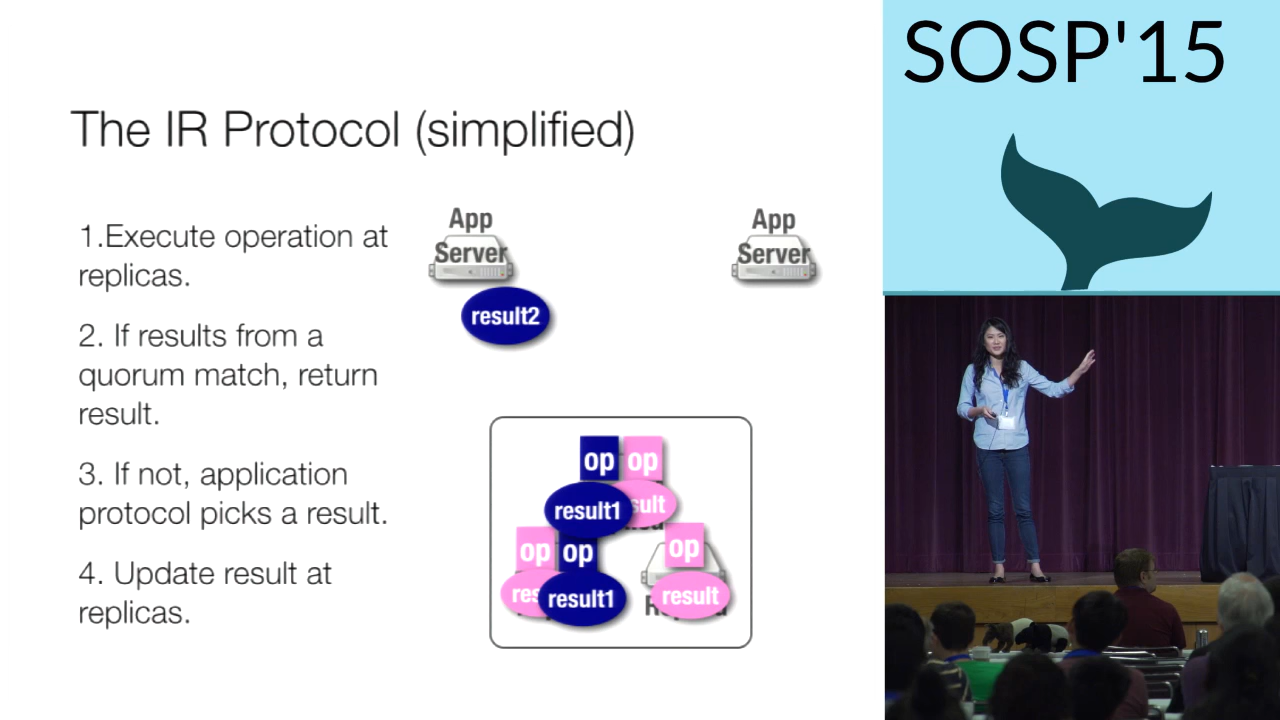 SOSP'15
The IR Protocol (simplified)
1.Execute operation at
replicas.
2. If results from a
quorum match, return
result.
3. If not, application
protocol picks a result.
4. Update result at
replicas.
App
Server
App
Server
result2
op op
result1
op op
result1
op
result